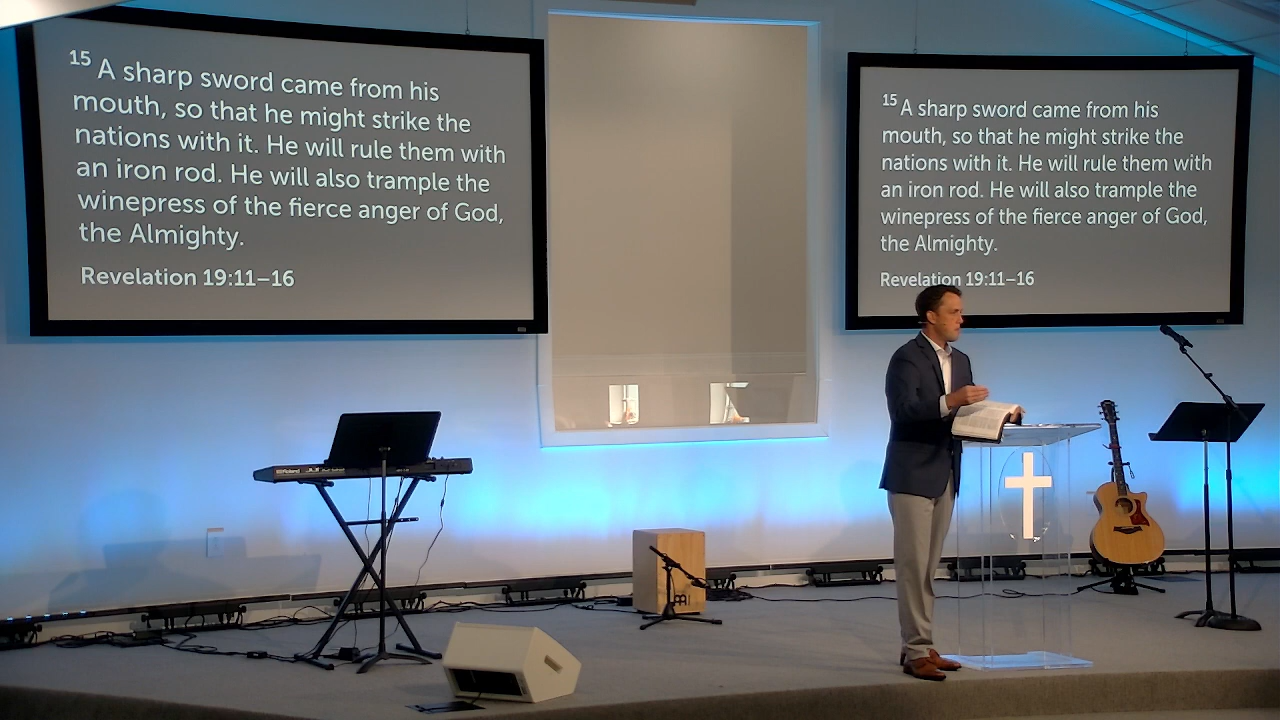 15 A sharp sword came from his
mouth, so that he might strike the
nations with it. He will rule them with
an iron rod. He will also trample the
winepress of the fierce anger of God,
the Almighty.
Revelation 19:11–16
15 A sharp sword came from his
mouth, so that he might strike the
nations with it. He will rule them with
an iron rod. He will also trample the
winepress of the fierce anger of God,
the Almighty.
Revelation 19:11–16
Roland